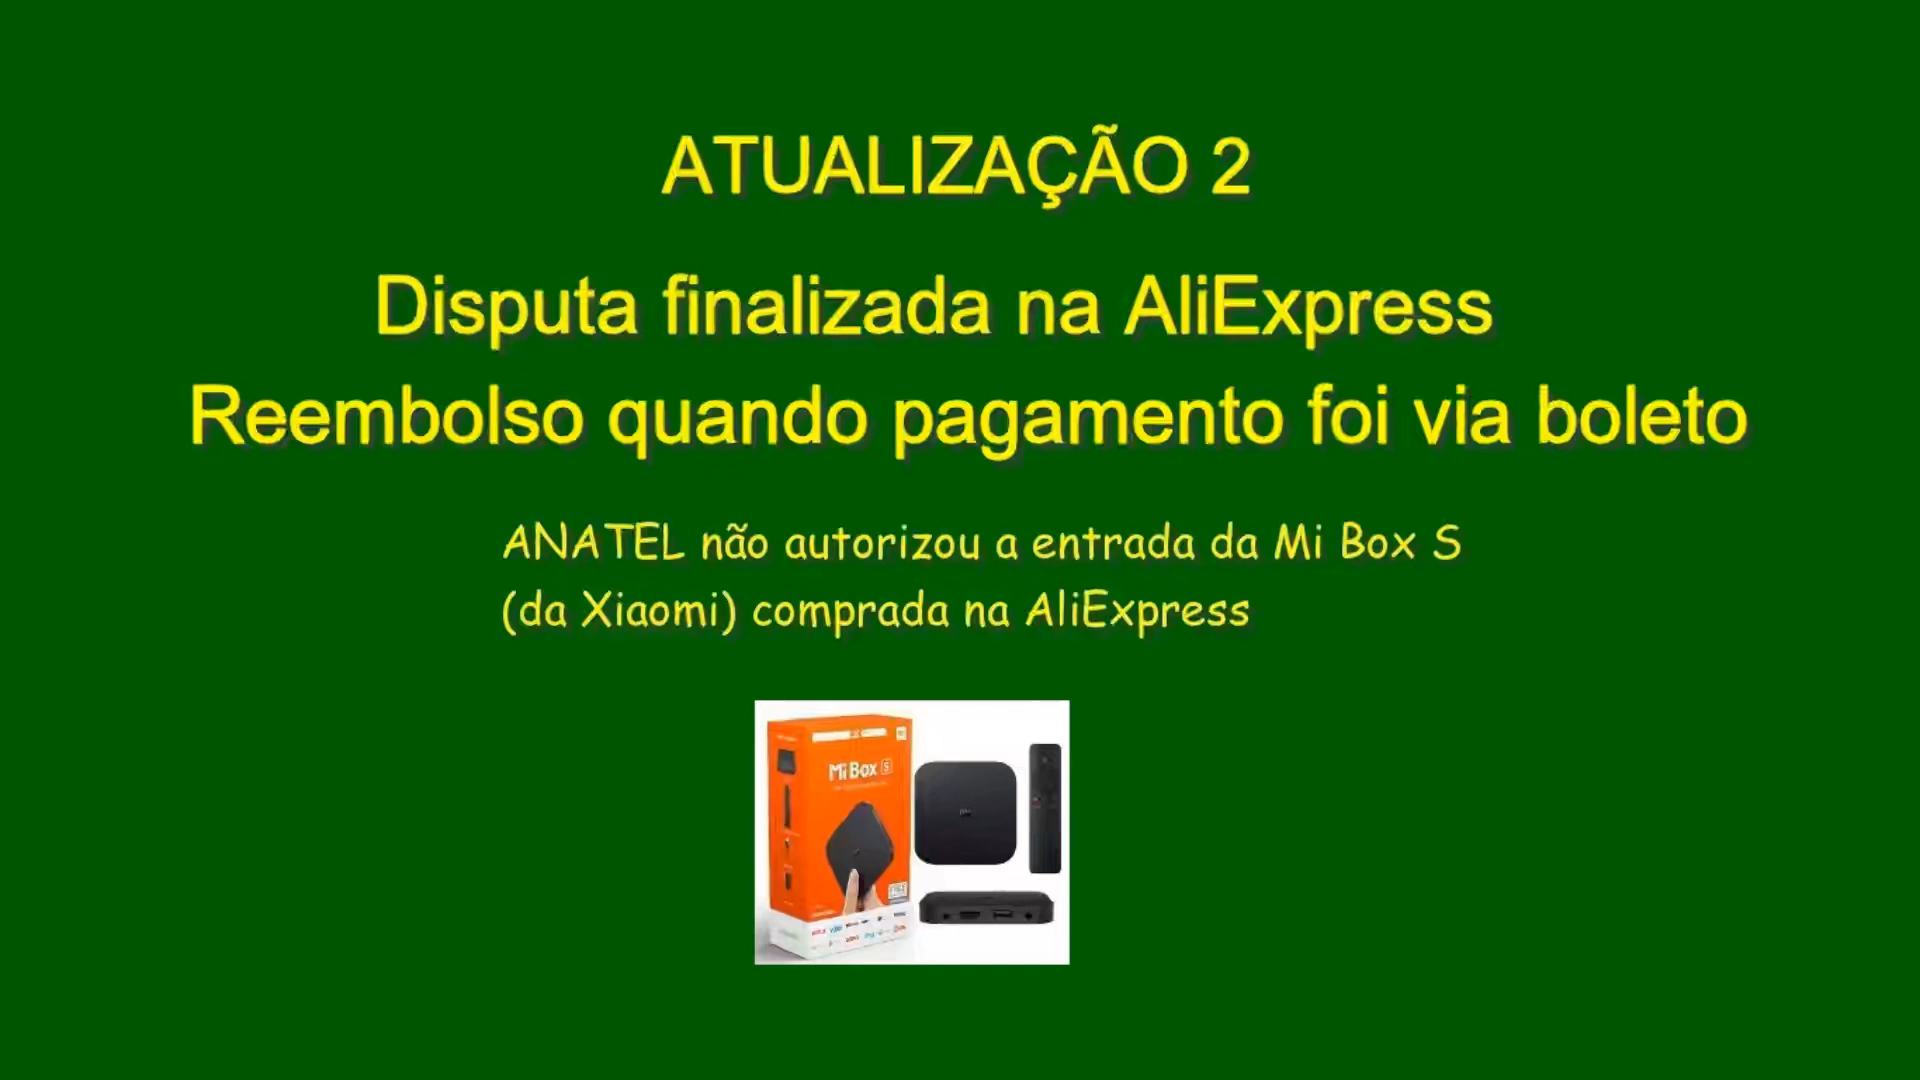 ATUALIZAÇÃO 2
Disputa finalizada na AliExpress
Reembolso quando pagamento foi via boleto
ANATEL não autorizou a entrada da Mi Box S
(da Xiaomi) comprada na AliExpress
Mi Box S